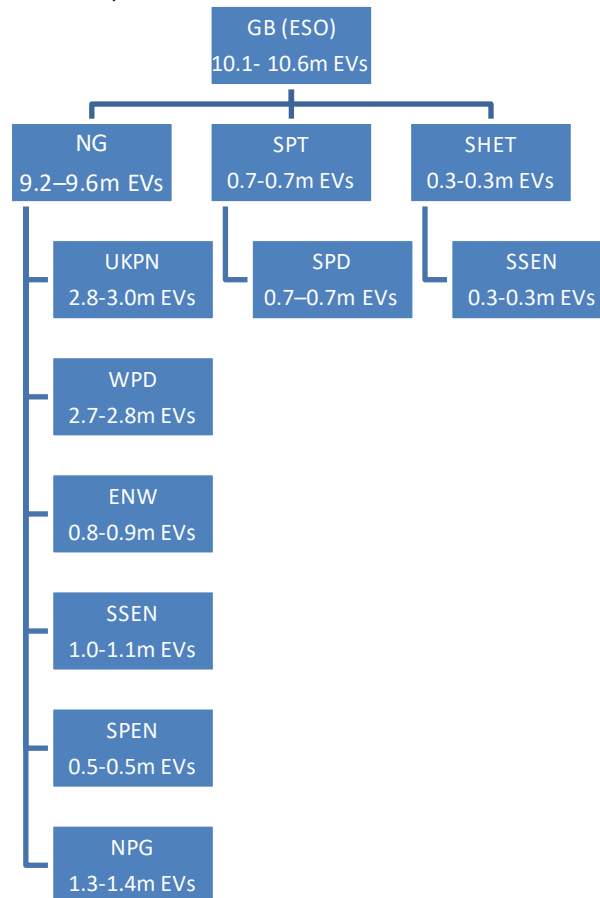 GB (ESO)
10.1- 10.6m EVs
NG
9.2–9.6m EVs
SPT
0.7-0.7m EVs
SHET
0.3-0.3m EVs
UKPN
2.8-3.0m EVs
SPD
0.7–0.7m EVs
SSEN
0.3-0.3m EVs
WPD
2.7-2.8m EVs
ENW
0.8-0.9m EVs
SSEN
1.0-1.1m EVs
SPEN
0.5-0.5m EVs
NPG
1.3-1.4m EVs